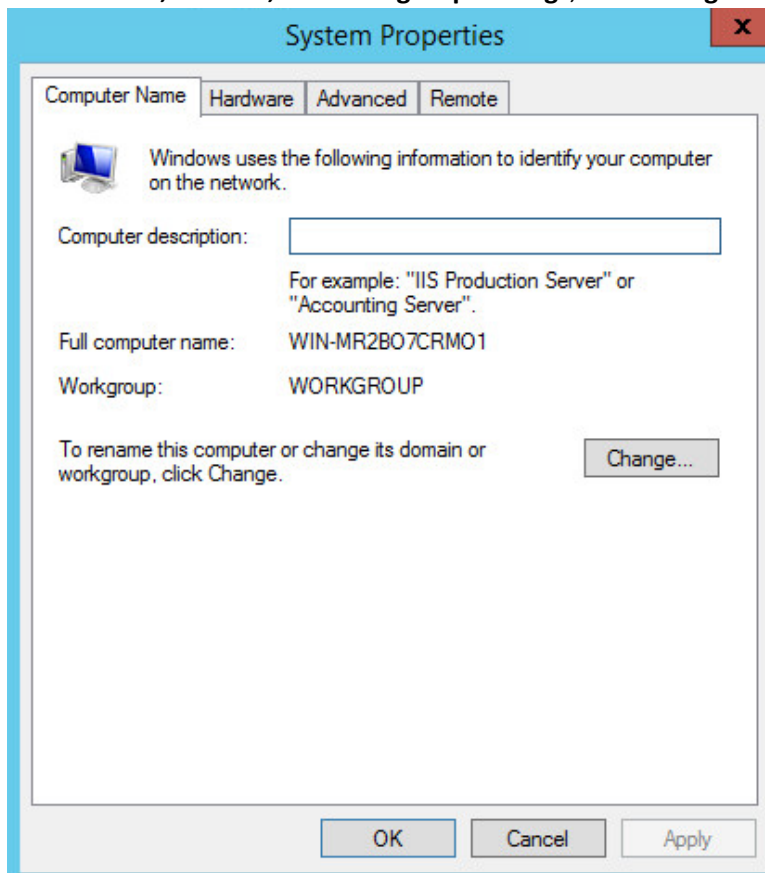 System Properties
x
Computer Name Hardware Advanced Remote
Windows uses the following information to identify your computer
on the network.
Computer description:
For example: "IIS Production Server" or
"Accounting Server".
Full computer name: WIN-MR2BO7CRMO1
Workgroup: WORKGROUP
To rename this computer or change its domain or
workgroup, click Change.
Change...
OK Cancel Apply